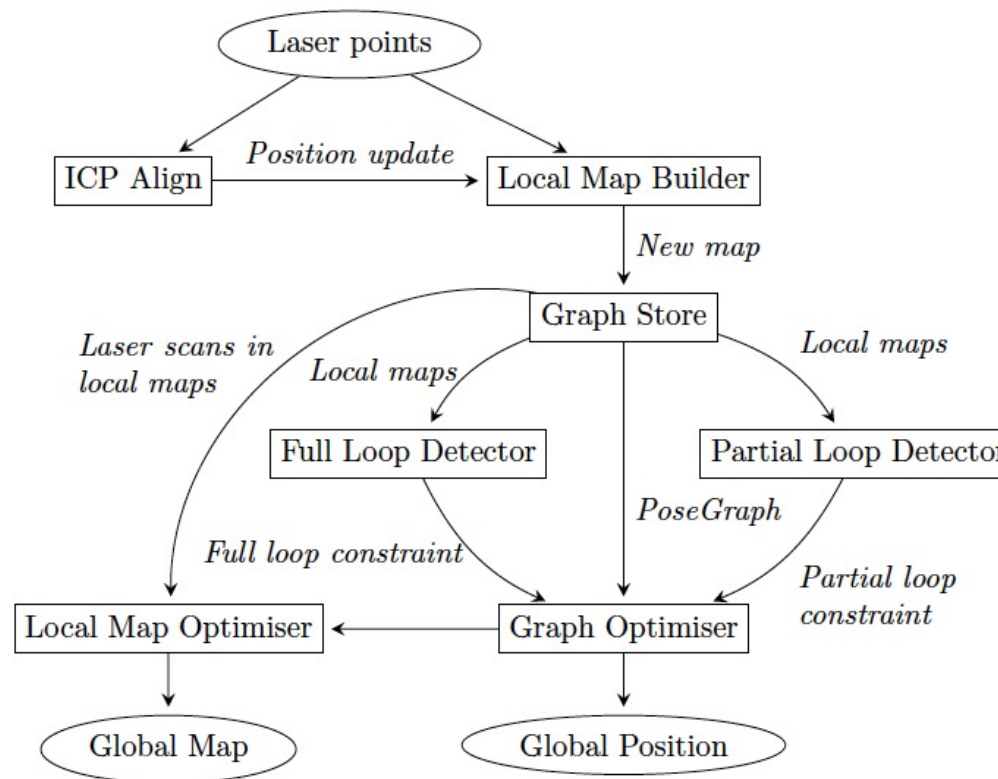 Laser points
Position update
ICP Align
Local Map Builder
New map
Graph Store
Laser scans in
local maps
Local maps
Local maps
Full Loop Detector
Partial Loop Detector
PoseGraph
Full loop constraint
Partial loop
constraint
Local Map Optimiser
Graph Optimiser
Global Map
Global Position